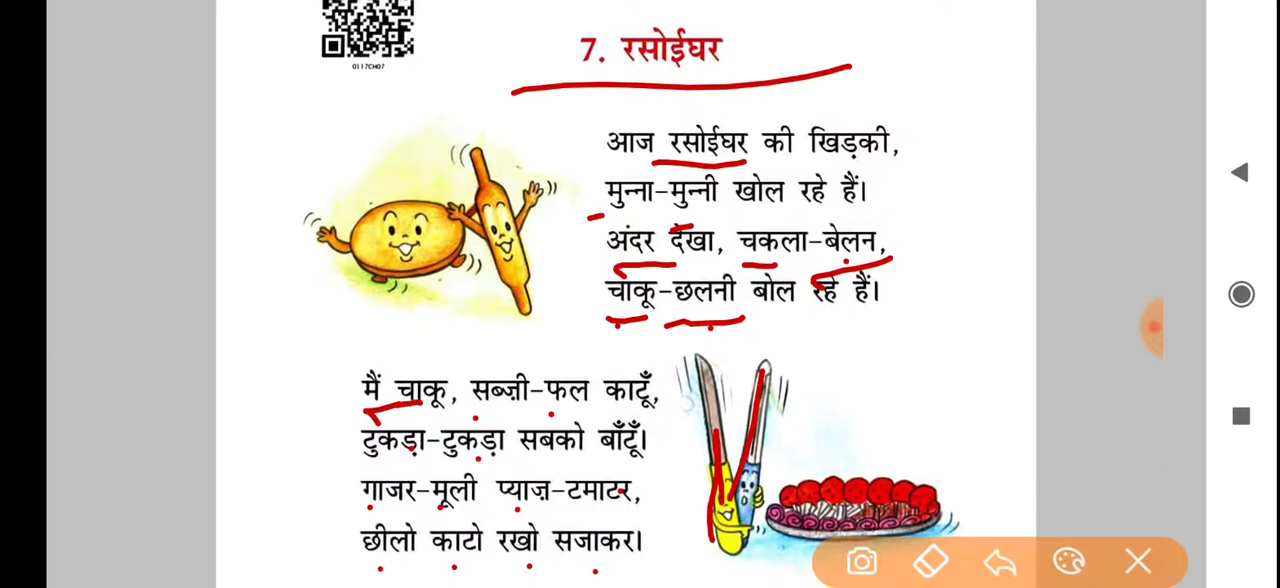 0117CH07
7. रसोईघर
आज रसोईघर की खिड़की,
मुन्ना-मुन्नी खोल रहे हैं।
अंदर देखा, चकला-बेलन,
चाकू-छलनी बोल रहे हैं।
मैं चाकू, सब्ज़ी-फल काटूँ,
टुकड़ा-टुकड़ा सबको बाँटूँ।
गाजर-मूली प्याज़-टमाटर,
छीलो काटो रखो सजाकर।